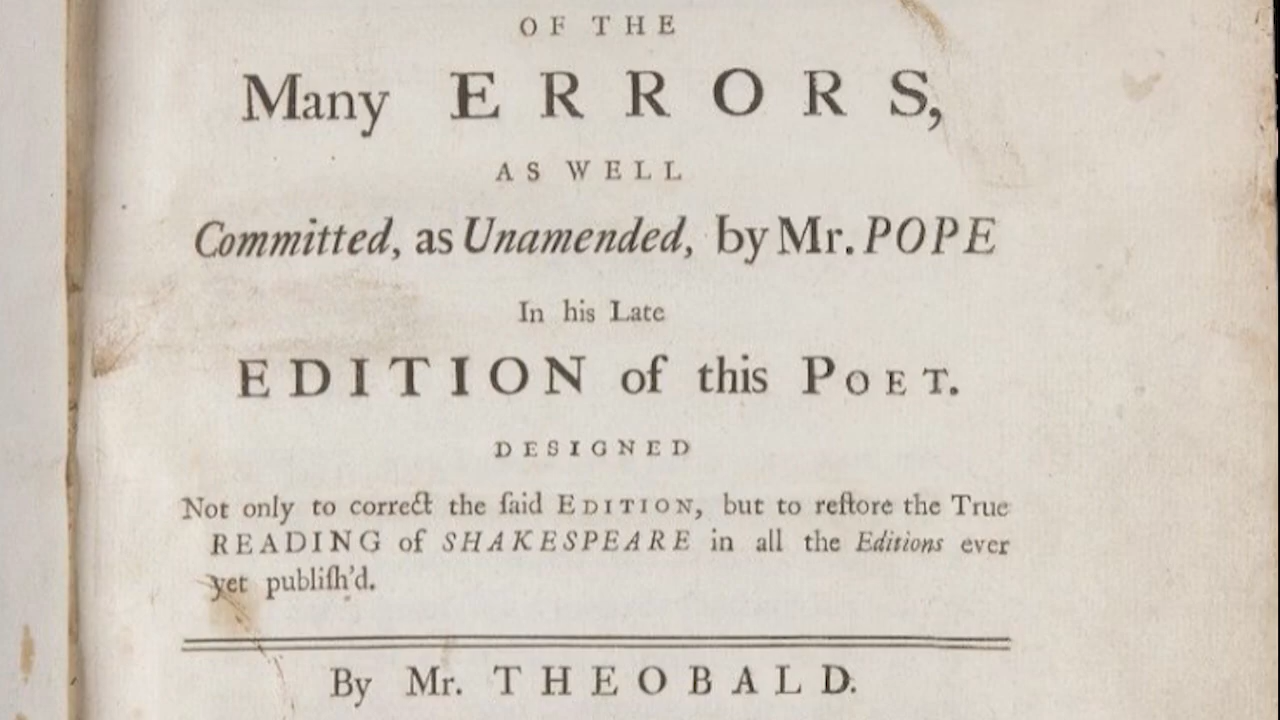 OF THE
Many ERRORS,
AS WELL
Committed, as Unamended, by Mr. POPE
In his Late
EDITION of this POET.
DESIGNED
Not only to correct the ſaid EDITION, but to reſtore the True
READING of SHAKESPEARE in all the Editions ever
yet publiſh'd.
By Mr. THEOBALD.